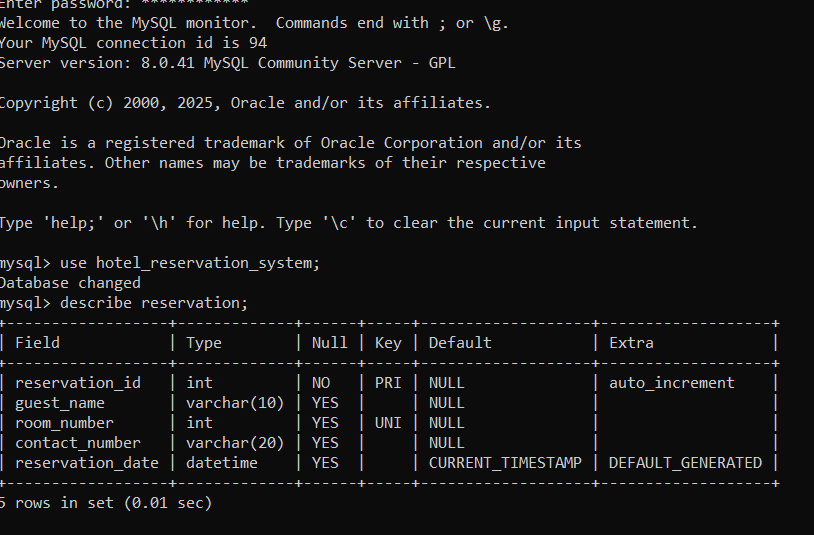 Enter password: ************
Welcome to the MySQL monitor.  Commands end with ; or \g.
Your MySQL connection id is 94
Server version: 8.0.41 MySQL Community Server - GPL

Copyright (c) 2000, 2025, Oracle and/or its affiliates.

Oracle is a registered trademark of Oracle Corporation and/or its
affiliates. Other names may be trademarks of their respective
owners.

Type 'help;' or '\h' for help. Type '\c' to clear the current input statement.

mysql> use hotel_reservation_system;
Database changed
mysql> describe reservation;
+------------------+-------------+------+-----+-------------------+-------------------+
| Field            | Type        | Null | Key | Default           | Extra             |
+------------------+-------------+------+-----+-------------------+-------------------+
| reservation_id   | int         | NO   | PRI | NULL              | auto_increment    |
| guest_name       | varchar(10) | YES  |     | NULL              |                   |
| room_number      | int         | YES  | UNI | NULL              |                   |
| contact_number   | varchar(20) | YES  |     | NULL              |                   |
| reservation_date | datetime    | YES  |     | CURRENT_TIMESTAMP | DEFAULT_GENERATED |
+------------------+-------------+------+-----+-------------------+-------------------+
5 rows in set (0.01 sec)